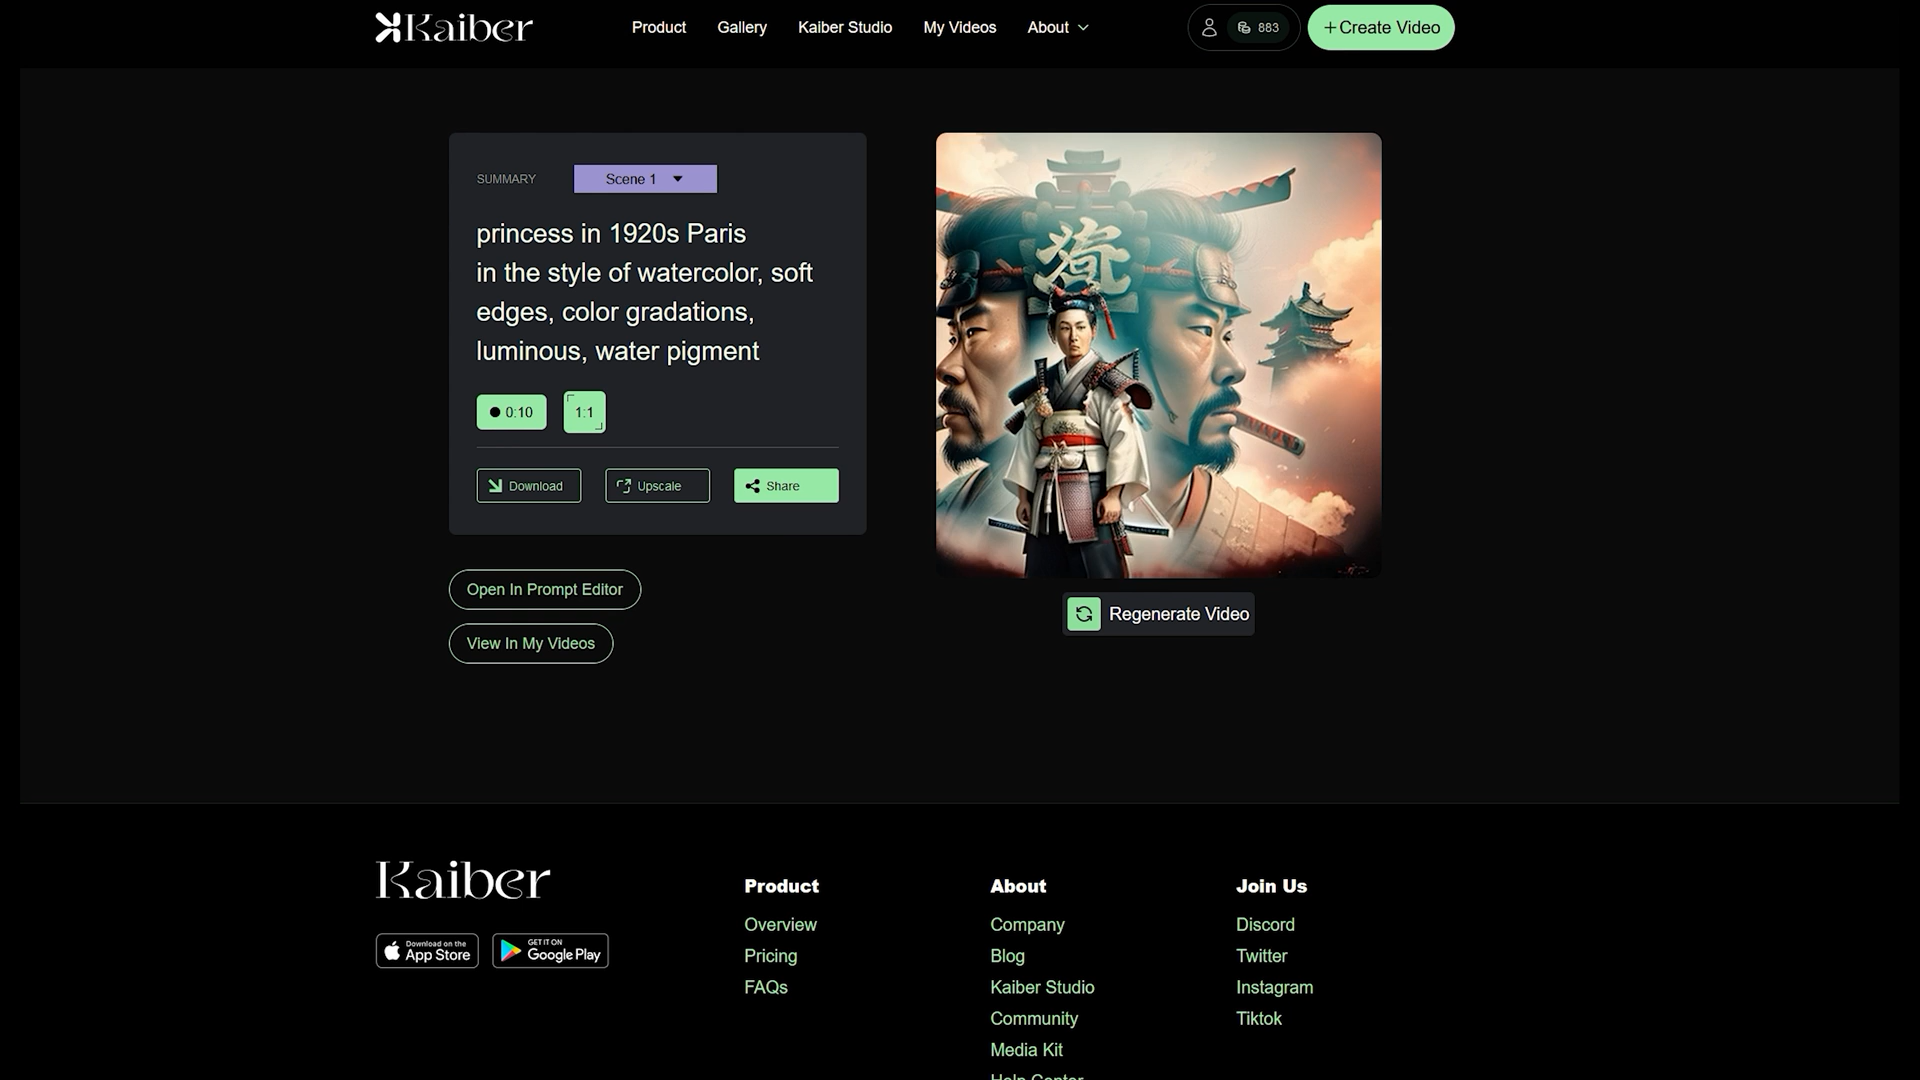 Kaiber
Product
Gallery
Kaiber Studio
My Videos
About
883
+ Create Video
SUMMARY
Scene 1
princess in 1920s Paris
in the style of watercolor, soft
edges, color gradations,
luminous, water pigment
0:10
1:1
Download
Upscale
Share
Open In Prompt Editor
View In My Videos
Regenerate Video
Kaiber
Download on the
App Store
GET IT ON
Google Play
Product
Overview
Pricing
FAQs
About
Company
Blog
Kaiber Studio
Community
Media Kit
Help Center
Join Us
Discord
Twitter
Instagram
Tiktok